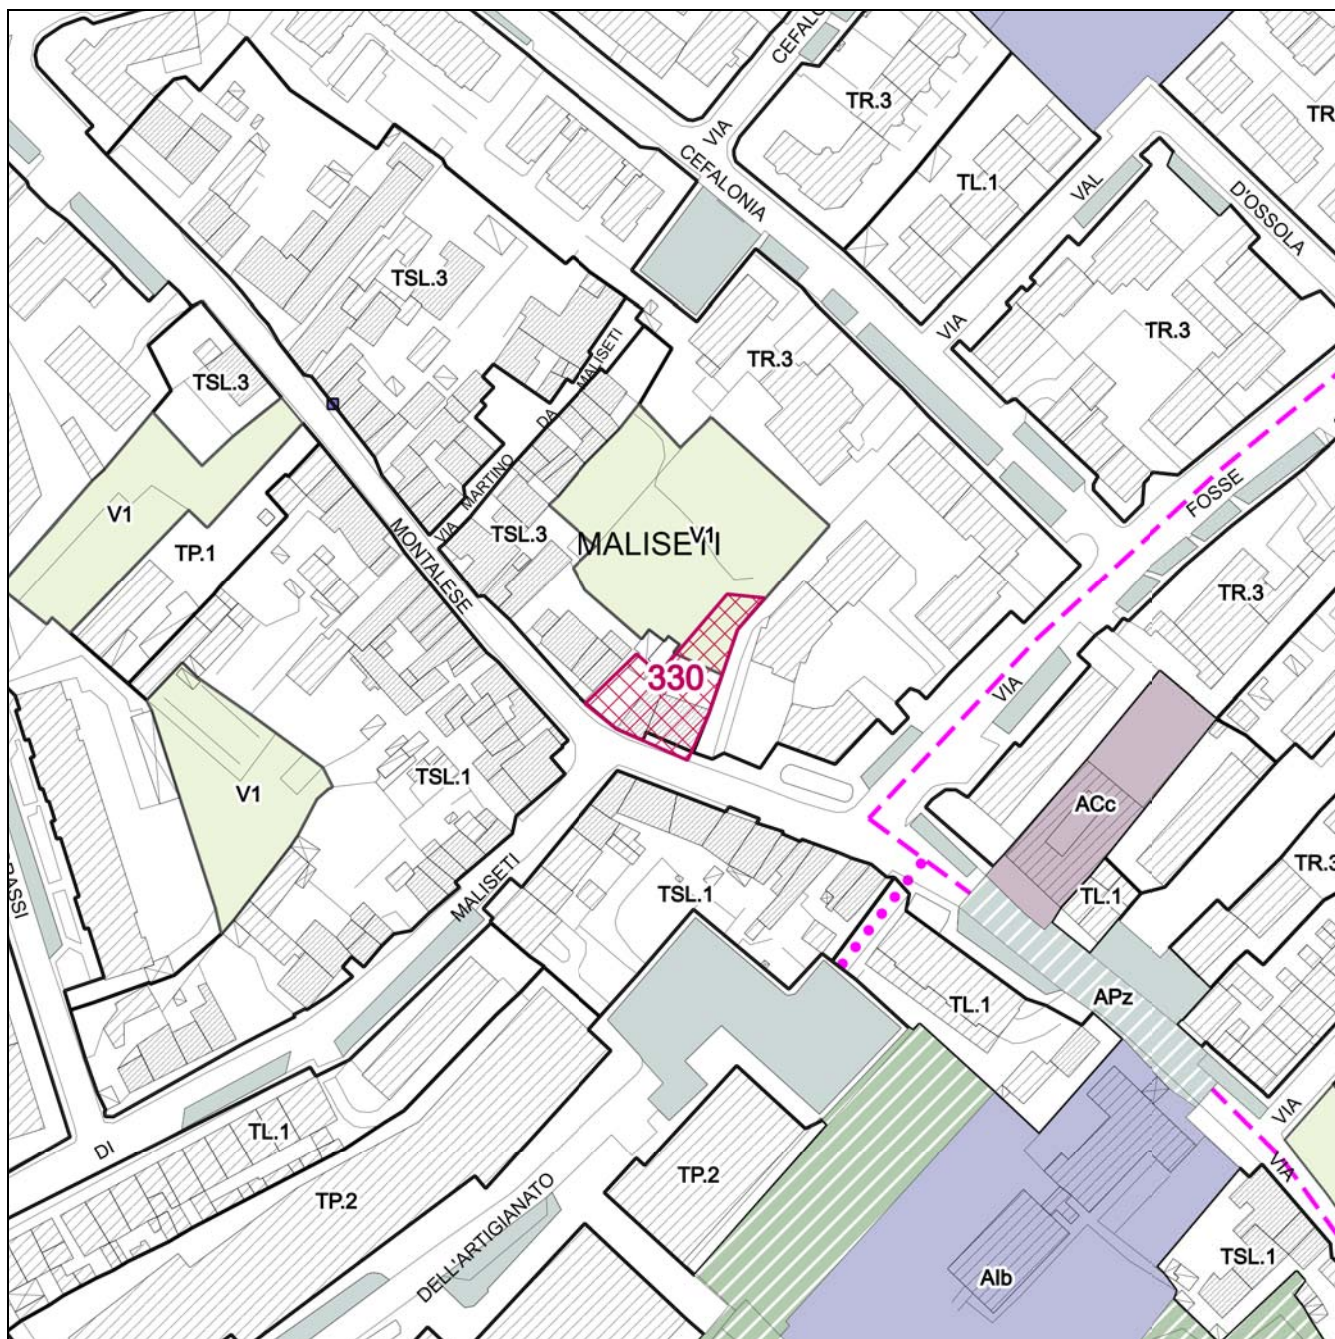 CEFALO
VIA
CEFALONIA
TR.3
TR
TL.1
VAL
D'OSSOLA
VIA
TR.3
TSL.3
TSL.3
TR.3
VIA MARTINO DA MALISETI
FOSSE
V1
TP.1
MONTALESE
TSL.3
MALISETI
V1
TR.3
330
VIA
V1
TSL.1
ACc
RASSI
MALISETI
TSL.1
TL.1
TR.3
APz
TL.1
DI
TL.1
VIA
VIA
TP.2
TP.2
DELL'ARTIGIANATO
AIb
TSL.1